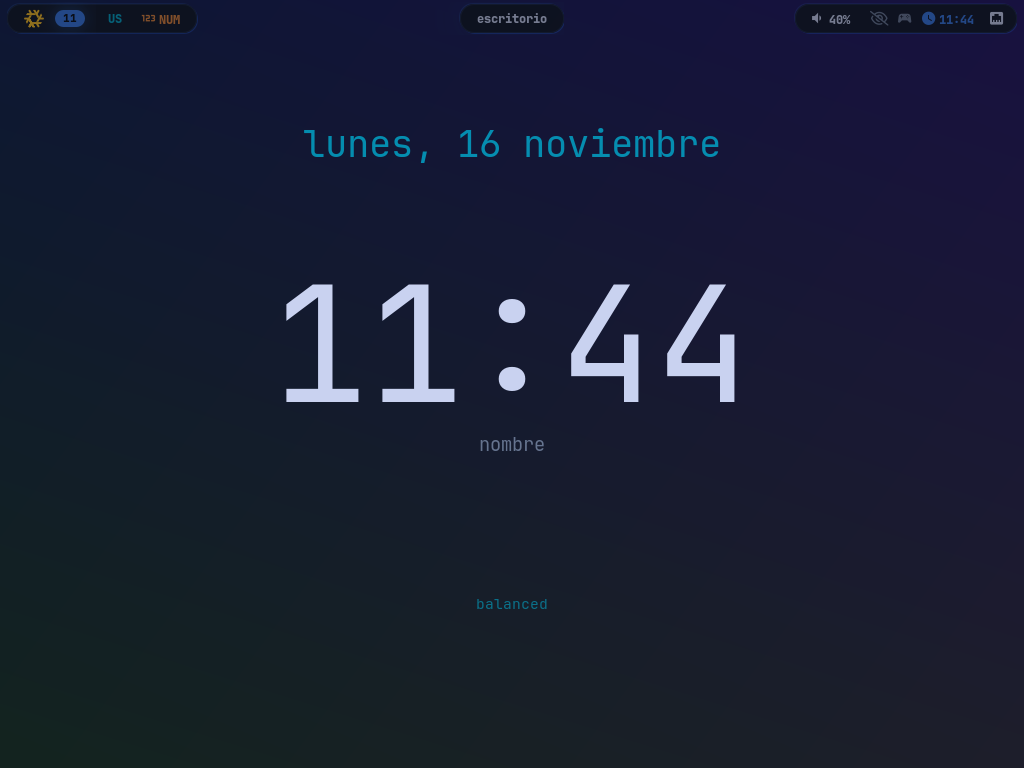 11 US 123 NUM
escritorio
40% 11:44
lunes, 16 noviembre
11:44
nombre
balanced